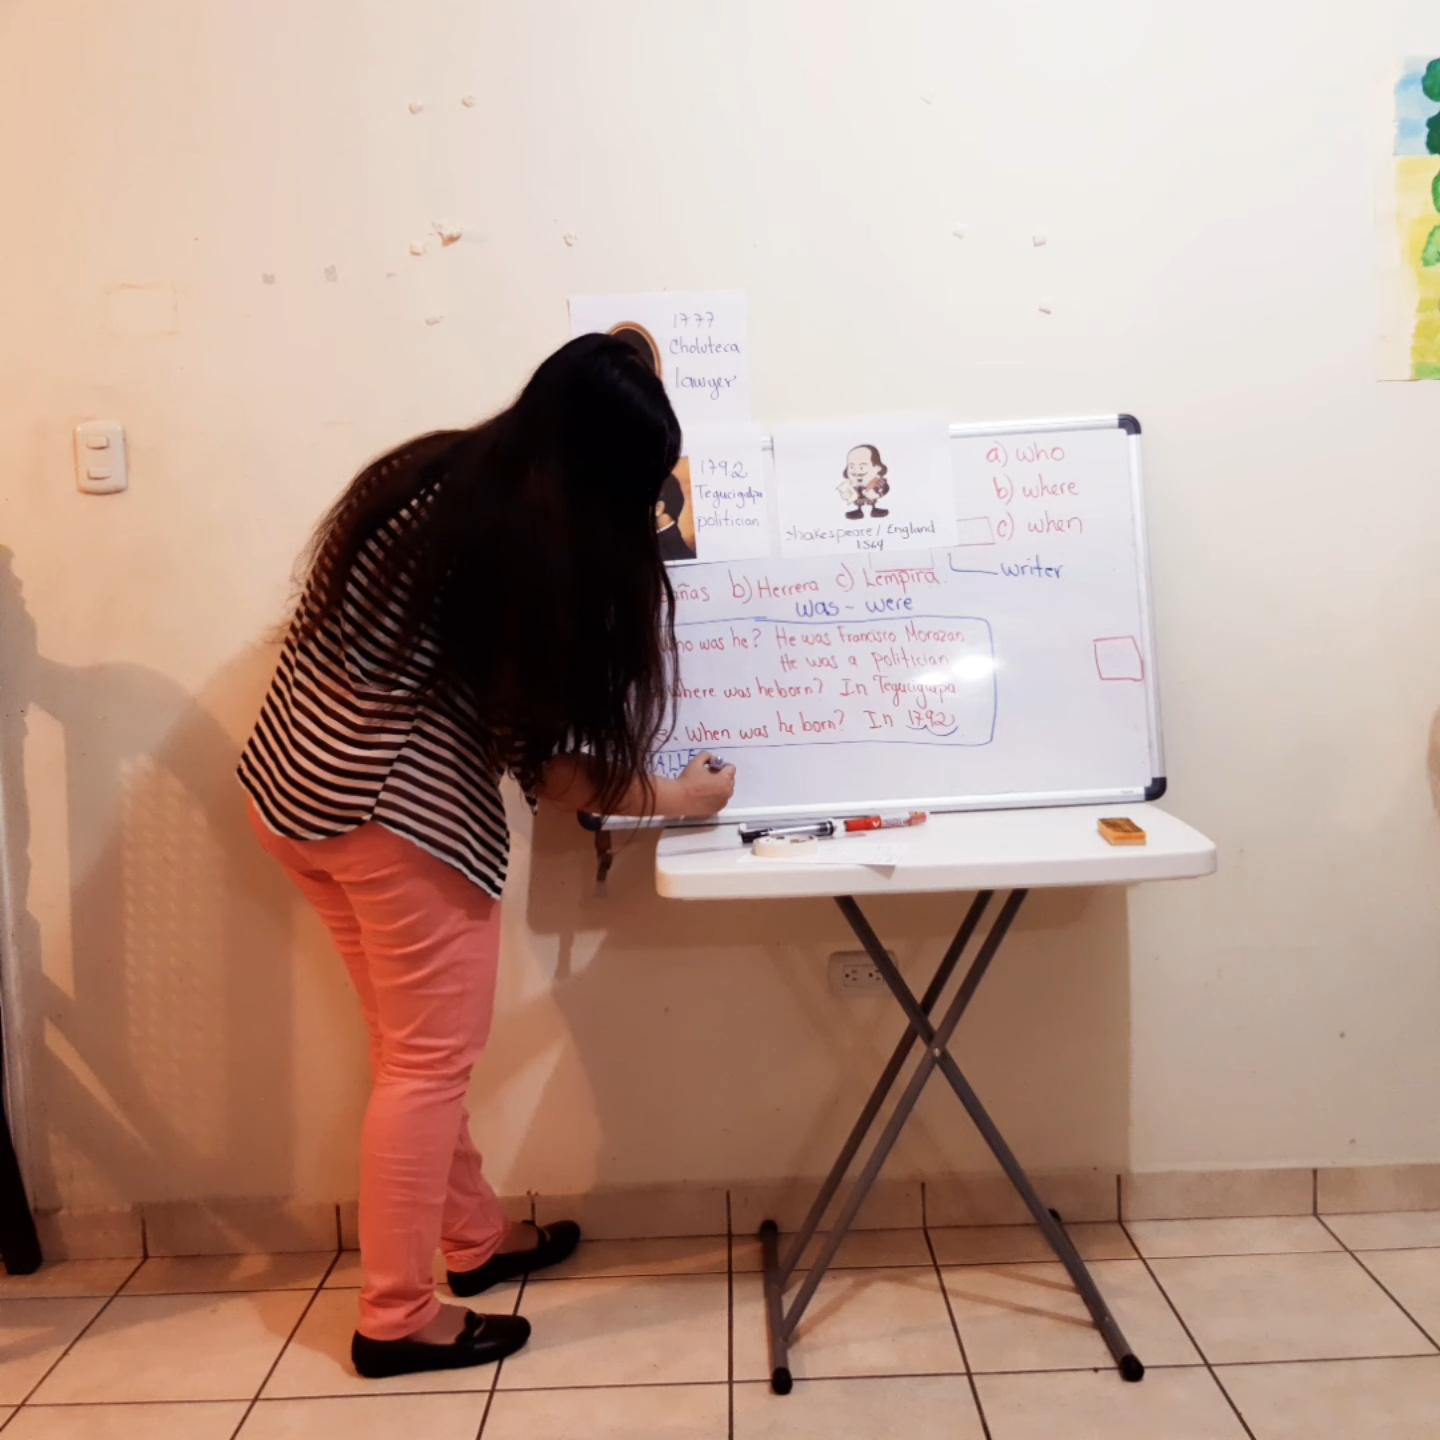 1777
Choluteca
lawyer
1792
Tegucigalpa
politician
shakespeare / England
1564
a) who
b) where
c) when
writer
b) Herrera c) Lempira.
was - were
was he? He was Francisco Morazan
He was a politician
where was he born? In Tegucigalpa
3. When was he born? In 1792